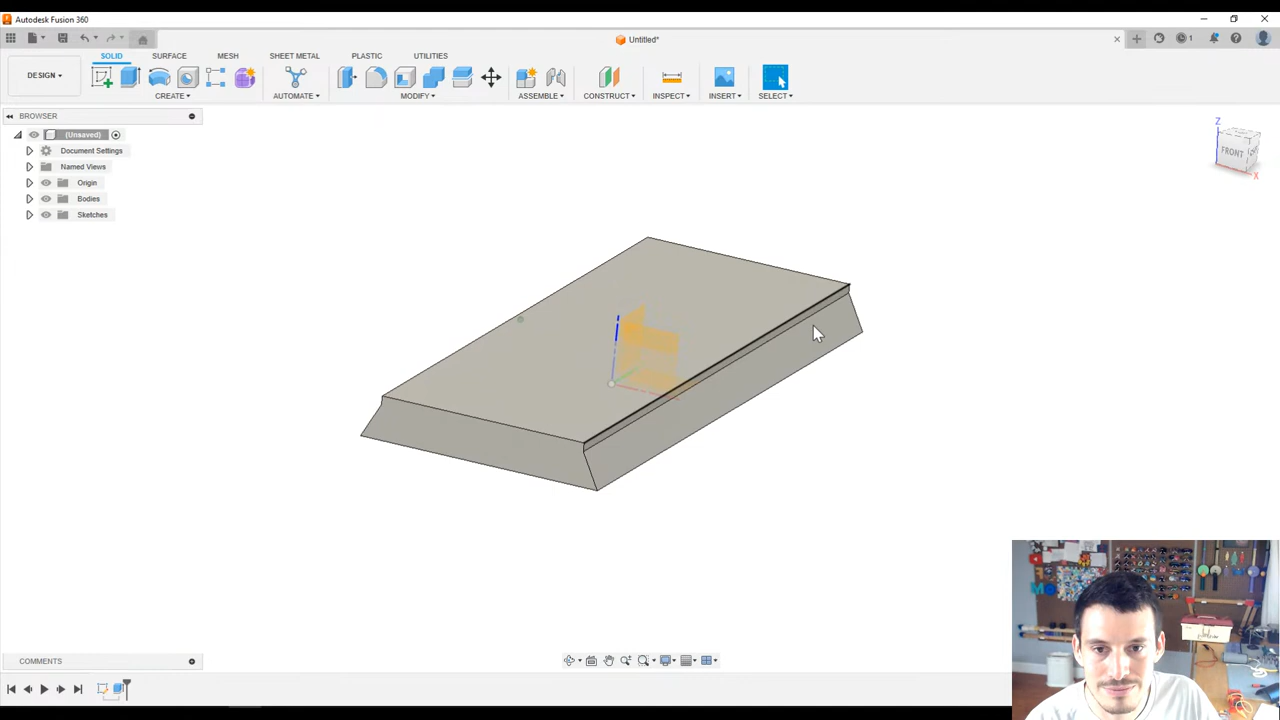 Autodesk Fusion 360
Untitled*
1
DESIGN
SOLID
SURFACE
MESH
SHEET METAL
PLASTIC
UTILITIES
CREATE
AUTOMATE
MODIFY
ASSEMBLE
CONSTRUCT
INSPECT
INSERT
SELECT
BROWSER
(Unsaved)
Document Settings
Named Views
Origin
Bodies
Sketches
Z
FRONT
X
COMMENTS